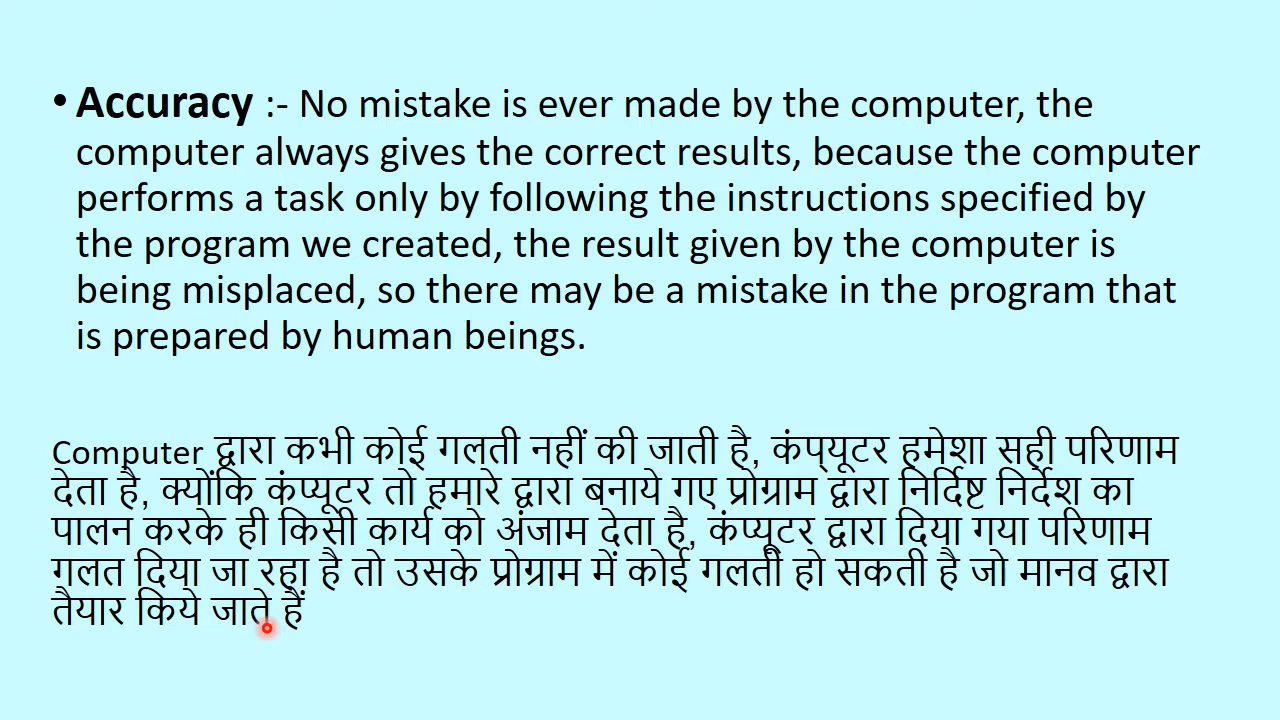 • Accuracy :- No mistake is ever made by the computer, the
computer always gives the correct results, because the computer
performs a task only by following the instructions specified by
the program we created, the result given by the computer is
being misplaced, so there may be a mistake in the program that
is prepared by human beings.
Computer द्वारा कभी कोई गलती नहीं की जाती है, कंप्यूटर हमेशा सही परिणाम
देता है, क्योंकि कंप्यूटर तो हमारे द्वारा बनाये गए प्रोग्राम द्वारा निर्दिष्ट निर्देश का
पालन करके ही किसी कार्य को अंजाम देता है, कंप्यूटर द्वारा दिया गया परिणाम
गलत दिया जा रहा है तो उसके प्रोग्राम में कोई गलती हो सकती है जो मानव द्वारा
तैयार किये जाते हैं